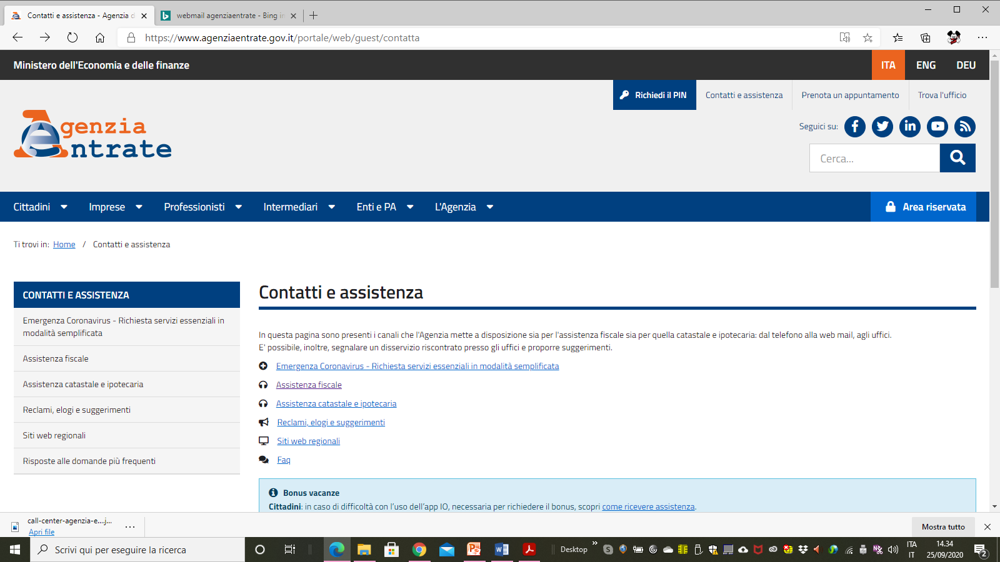 Contatti e assistenza - Agenzia d
webmail agenziaentrate - Bing in
https://www.agenziaentrate.gov.it/portale/web/guest/contatta
Ministero dell'Economia e delle finanze
ITA
ENG
DEU
Richiedi il PIN
Contatti e assistenza
Prenota un appuntamento
Trova l'ufficio
Agenzia
entrate
Seguici su:
Cerca...
Cittadini
Imprese
Professionisti
Intermediari
Enti e PA
L'Agenzia
Area riservata
Ti trovi in: Home / Contatti e assistenza
CONTATTI E ASSISTENZA
Emergenza Coronavirus - Richiesta servizi essenziali in
modalità semplificata
Assistenza fiscale
Assistenza catastale e ipotecaria
Reclami, elogi e suggerimenti
Siti web regionali
Risposte alle domande più frequenti
Contatti e assistenza
In questa pagina sono presenti i canali che l'Agenzia mette a disposizione sia per l'assistenza fiscale sia per quella catastale e ipotecaria: dal telefono alla web mail, agli uffici.
E' possibile, inoltre, segnalare un disservizio riscontrato presso gli uffici e proporre suggerimenti.
Emergenza Coronavirus - Richiesta servizi essenziali in modalità semplificata
Assistenza fiscale
Assistenza catastale e ipotecaria
Reclami, elogi e suggerimenti
Siti web regionali
Faq
Bonus vacanze
Cittadini: in caso di difficoltà con l'uso dell'app IO, necessaria per richiedere il bonus, scopri come ricevere assistenza.
call-center-agenzia-e....j...
Apri file
Mostra tutto
Scrivi qui per eseguire la ricerca
Desktop
ITA
IT
14.34
25/09/2020
2